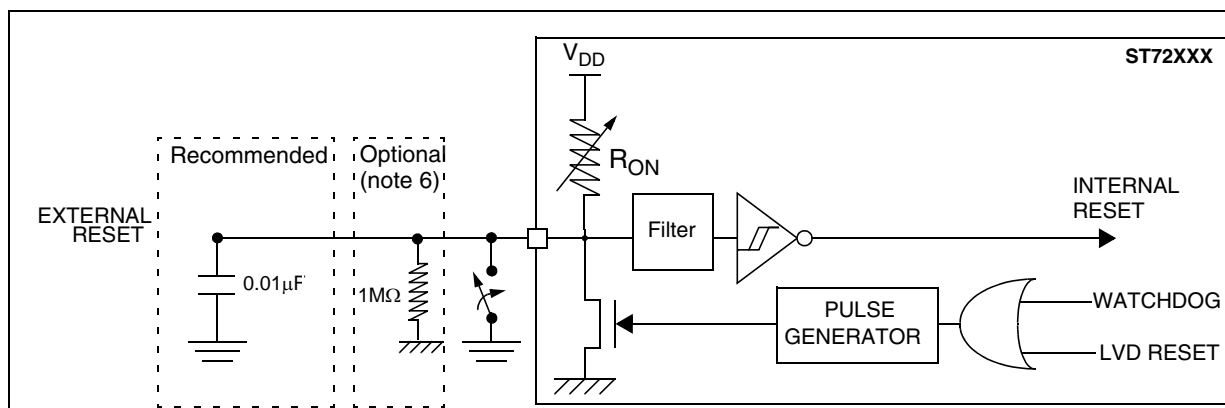 V_DD
ST72XXX
Recommended
Optional
(note 6)
R_ON
EXTERNAL
RESET
INTERNAL
RESET
Filter
0.01µF
1MΩ
PULSE
GENERATOR
WATCHDOG
LVD RESET